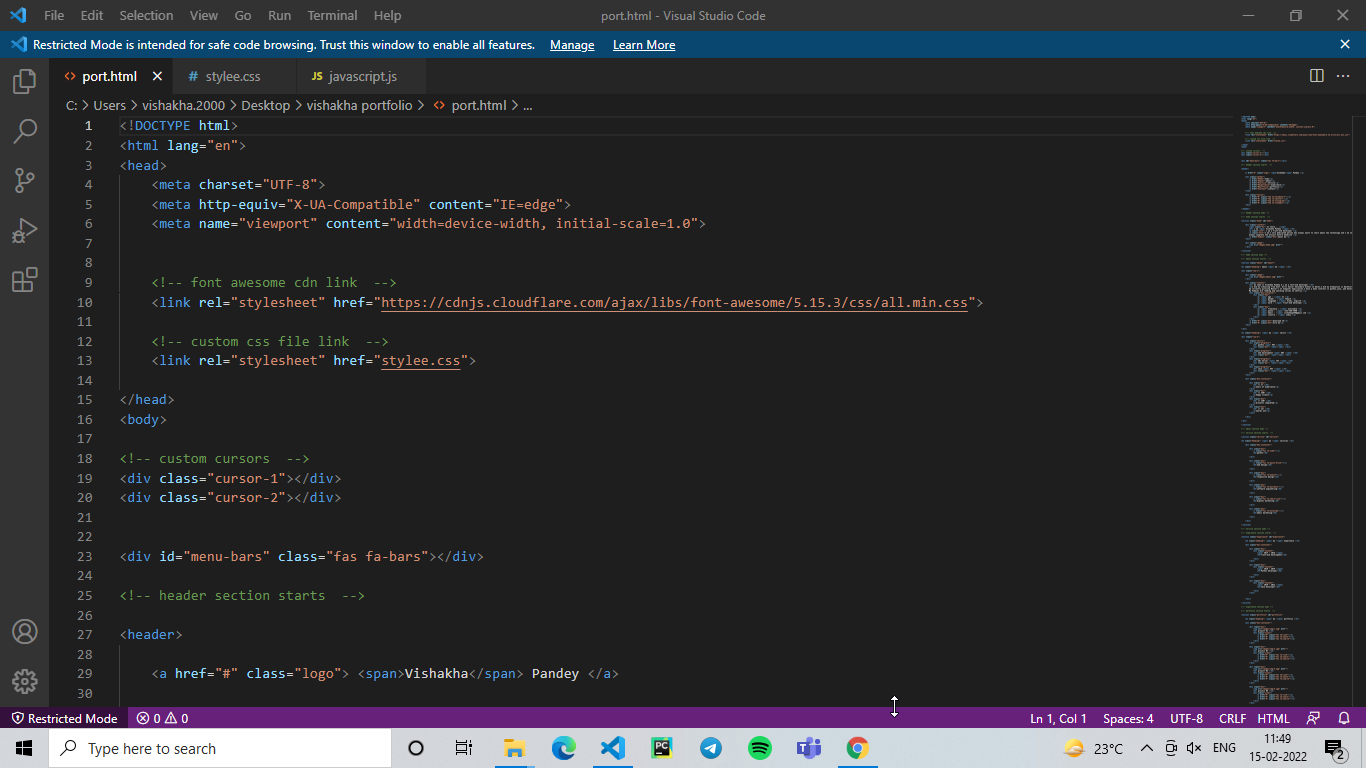 File Edit Selection View Go Run Terminal Help port.html - Visual Studio Code
Restricted Mode is intended for safe code browsing. Trust this window to enable all features. Manage Learn More
port.html # stylee.css JS javascript.js
C: > Users > vishakha.2000 > Desktop > vishakha portfolio > <> port.html > ...
1 <!DOCTYPE html>
2 <html lang="en">
3 <head>
4 <meta charset="UTF-8">
5 <meta http-equiv="X-UA-Compatible" content="IE=edge">
6 <meta name="viewport" content="width=device-width, initial-scale=1.0">
7
8
9 <!-- font awesome cdn link  -->
10 <link rel="stylesheet" href="https://cdnjs.cloudflare.com/ajax/libs/font-awesome/5.15.3/css/all.min.css">
11
12 <!-- custom css file link  -->
13 <link rel="stylesheet" href="stylee.css">
14
15 </head>
16 <body>
17
18 <!-- custom cursors  -->
19 <div class="cursor-1"></div>
20 <div class="cursor-2"></div>
21
22
23 <div id="menu-bars" class="fas fa-bars"></div>
24
25 <!-- header section starts  -->
26
27 <header>
28
29 <a href="#" class="logo"> <span>Vishakha</span> Pandey </a>
30
Restricted Mode 0 0 Ln 1, Col 1 Spaces: 4 UTF-8 CRLF HTML
Type here to search 23°C ENG 11:49
15-02-2022 2